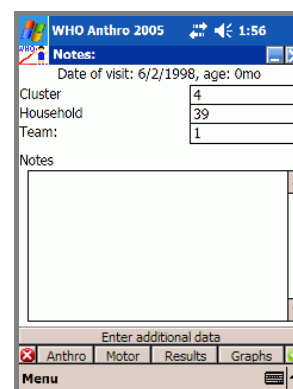 WHO Anthro 2005 1:56
WHO Notes:
Date of visit: 6/2/1998, age: 0mo
Cluster 4
Household 39
Team: 1
Notes
Enter additional data
Anthro Motor Results Graphs
Menu